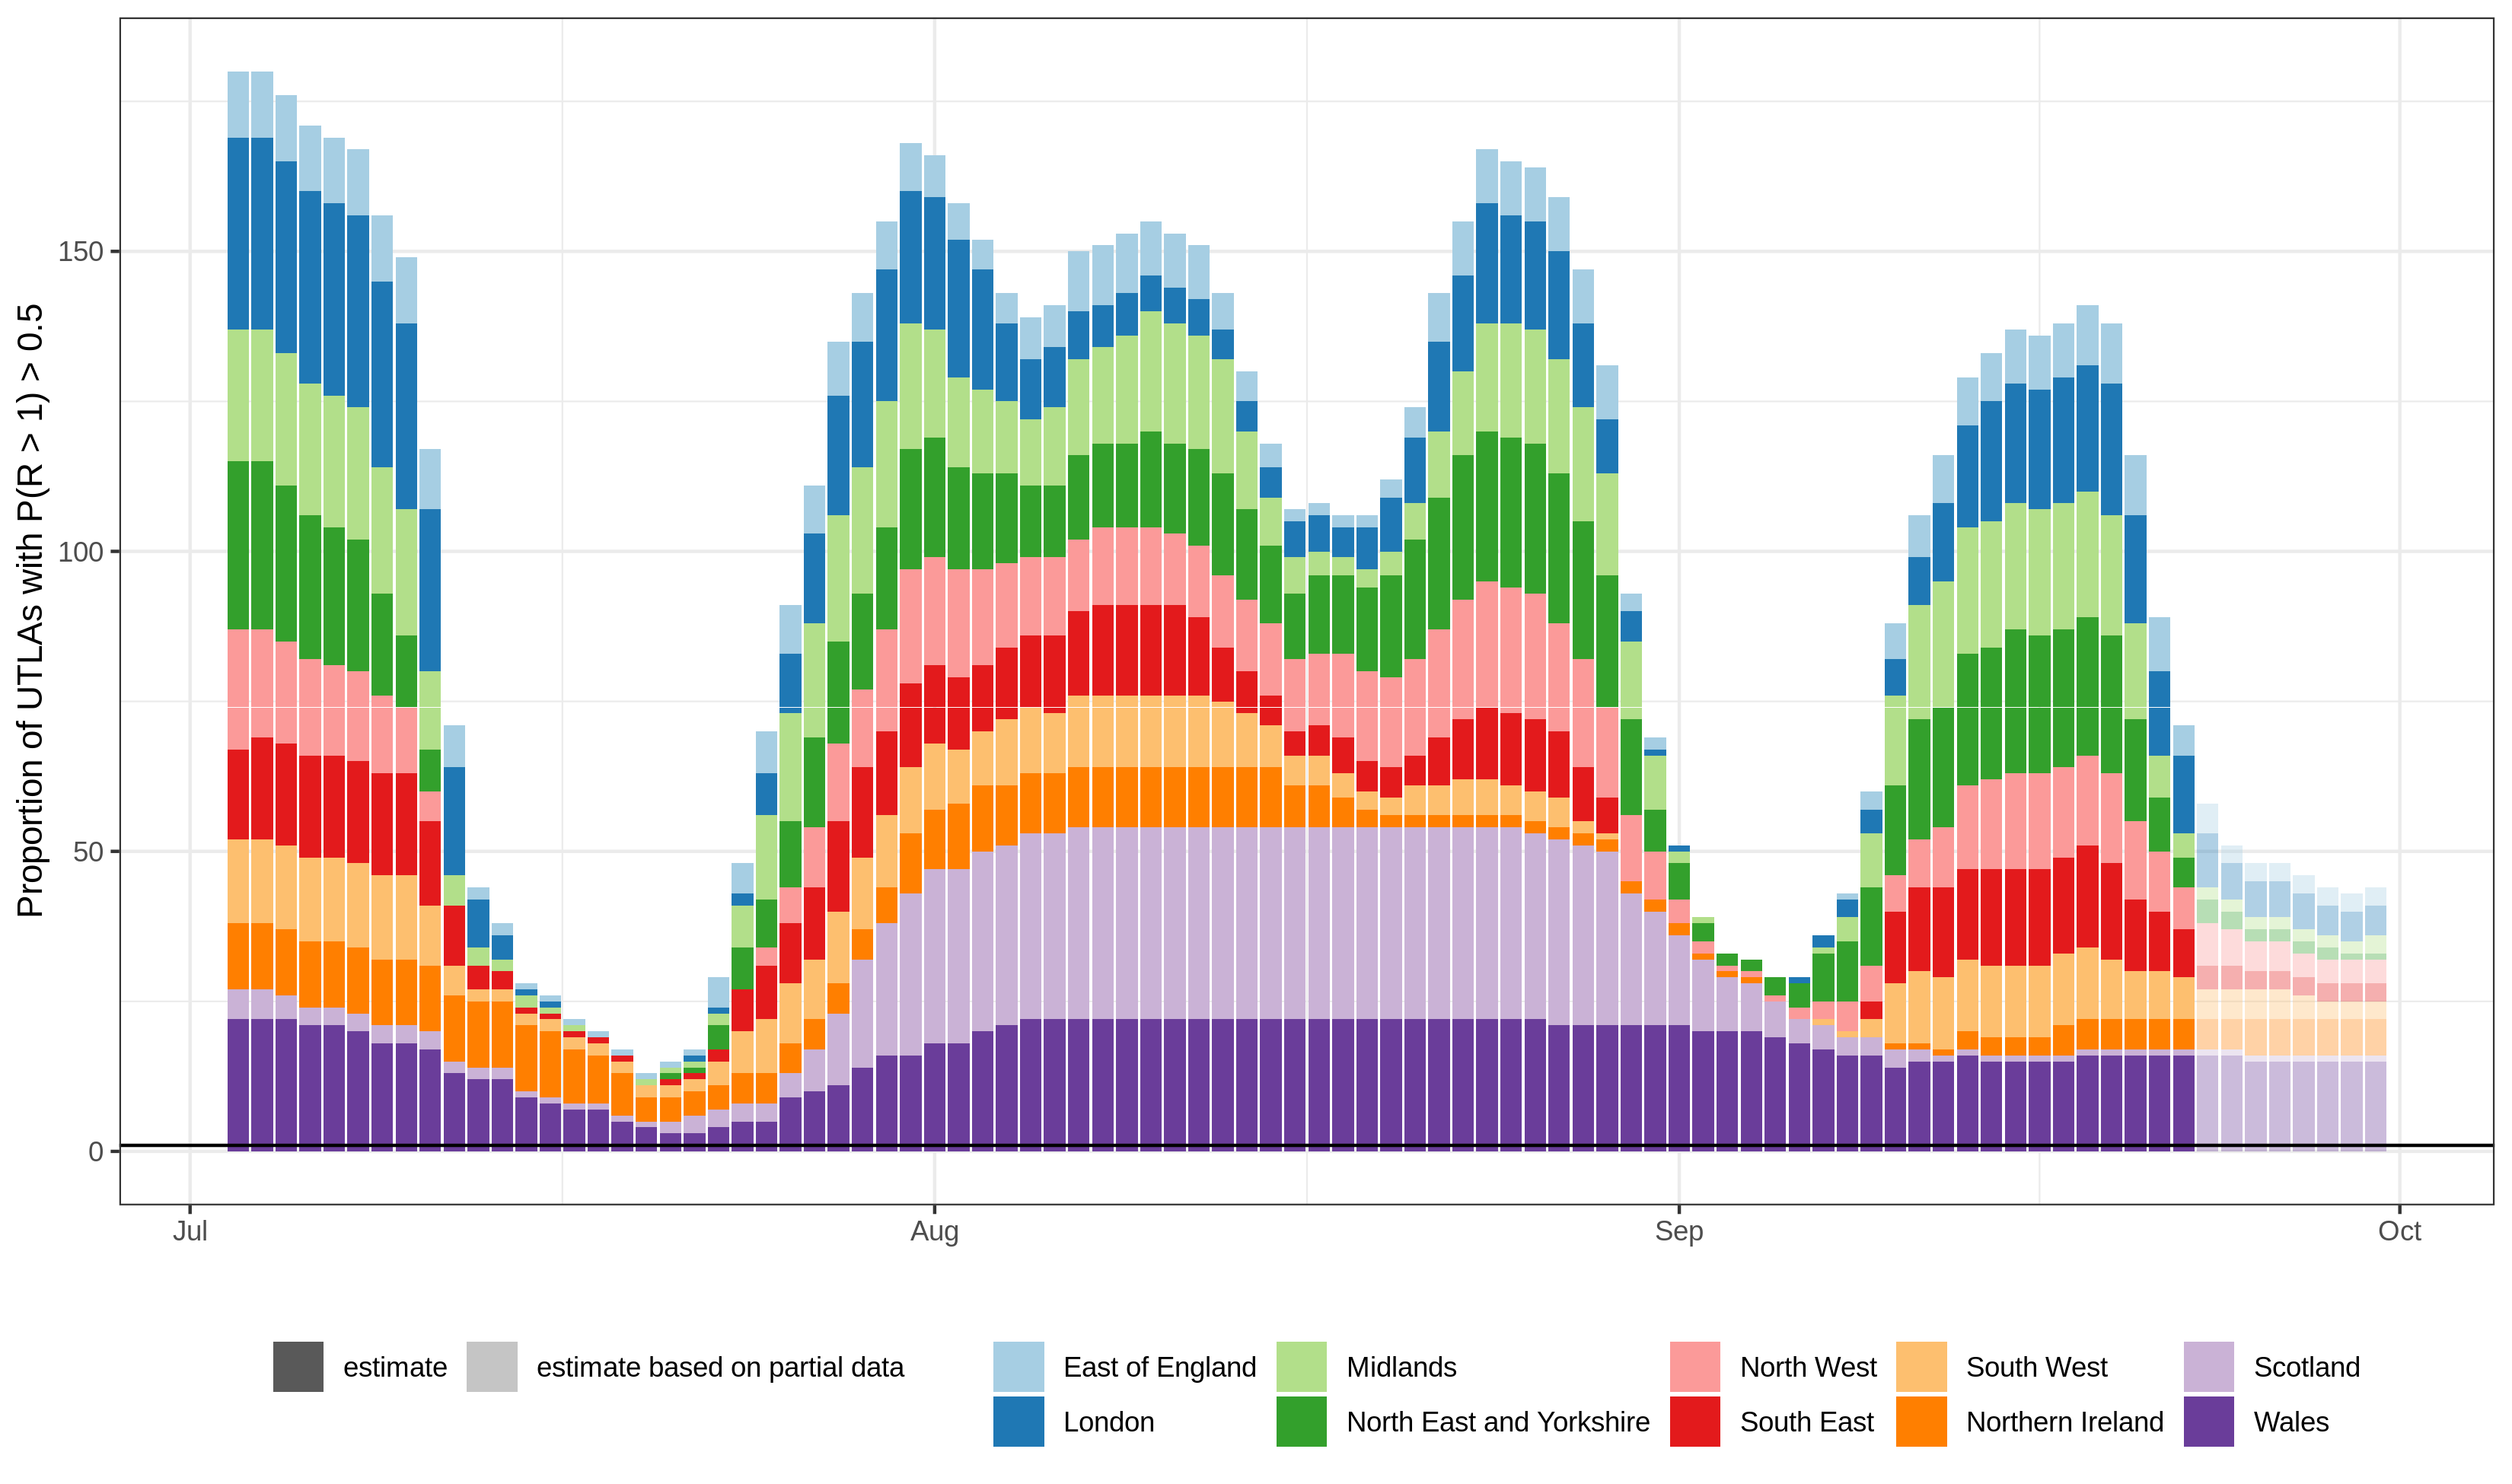 Proportion of UTLAs with P(R > 1) > 0.5
150
100
50
0
Jul Aug Sep Oct
estimate estimate based on partial data East of England Midlands North West South West Scotland
London North East and Yorkshire South East Northern Ireland Wales